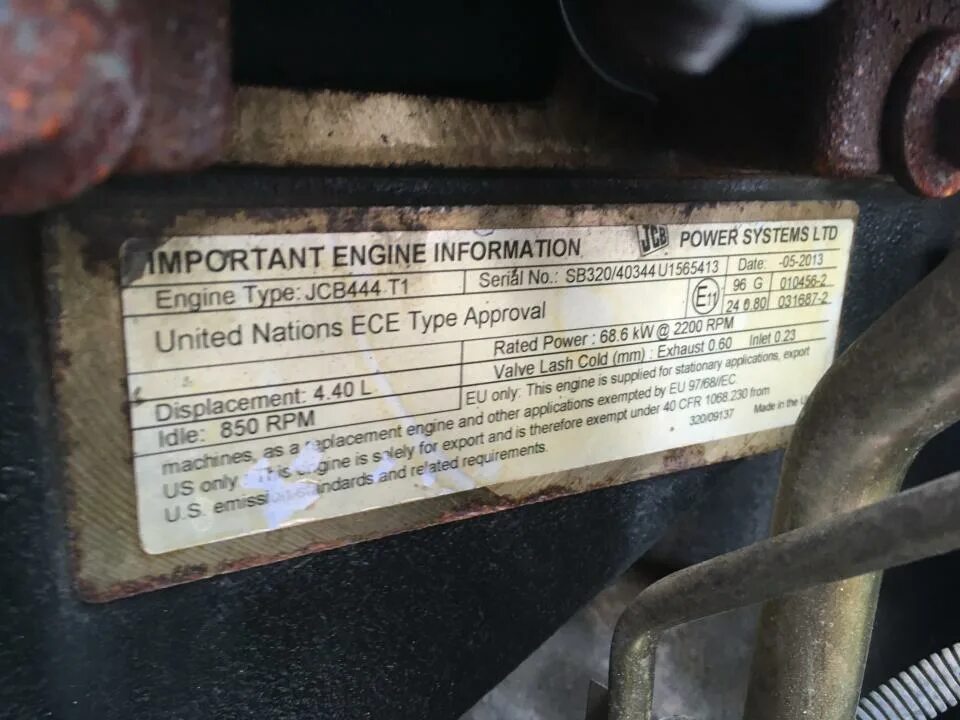 IMPORTANT ENGINE INFORMATION JCB POWER SYSTEMS LTD
Engine Type: JCB444 T1 Serial No.: SB320/40344U1565413 Date: -05-2013
United Nations ECE Type Approval E11 96 G 010456-2
24 R 80 031687-2
Rated Power: 68.6 kW @ 2200 RPM
Displacement: 4.40 L Valve Lash Cold (mm) : Exhaust 0.60 Inlet 0.23
Idle: 850 RPM EU only: This engine is supplied for stationary applications, export
machines, as a replacement engine and other applications exempted by EU 97/68//EC.
US only This engine is solely for export and is therefore exempt under 40 CFR 1068.230 from
U.S. emission standards and related requirements. 320/09137 Made in the